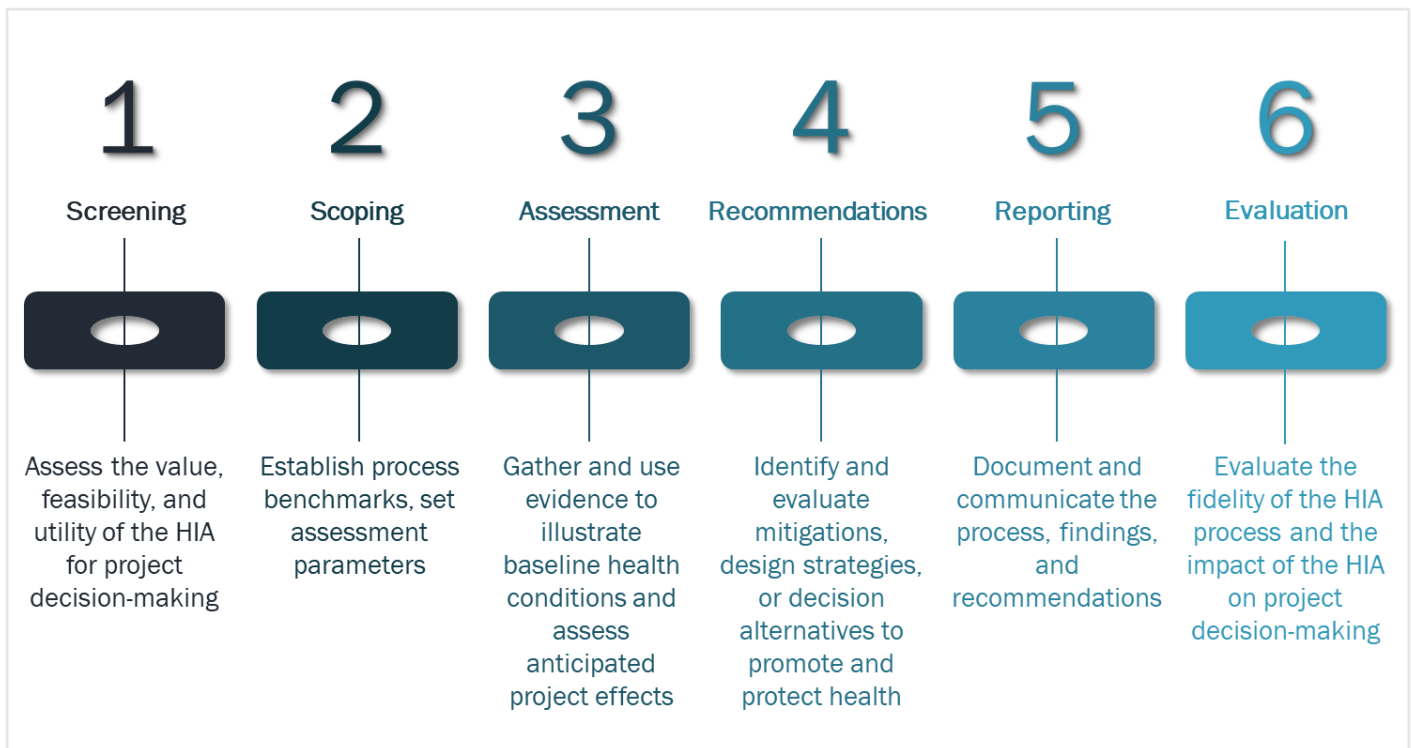 1
Screening
Assess the value,
feasibility, and
utility of the HIA
for project
decision-making
2
Scoping
Establish process
benchmarks, set
assessment
parameters
3
Assessment
Gather and use
evidence to
illustrate
baseline health
conditions and
assess
anticipated
project effects
4
Recommendations
Identify and
evaluate
mitigations,
design strategies,
or decision
alternatives to
promote and
protect health
5
Reporting
Document and
communicate the
process, findings,
and
recommendations
6
Evaluation
Evaluate the
fidelity of the HIA
process and the
impact of the HIA
on project
decision-making